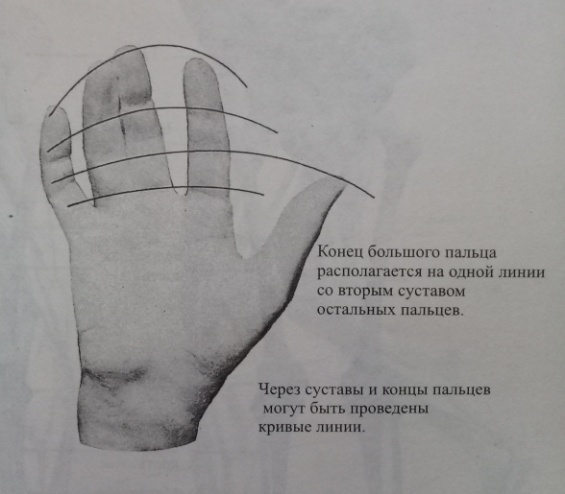 Конец большого пальца
располагается на одной линии
со вторым суставом
остальных пальцев.
Через суставы и концы пальцев
могут быть проведены
кривые линии.